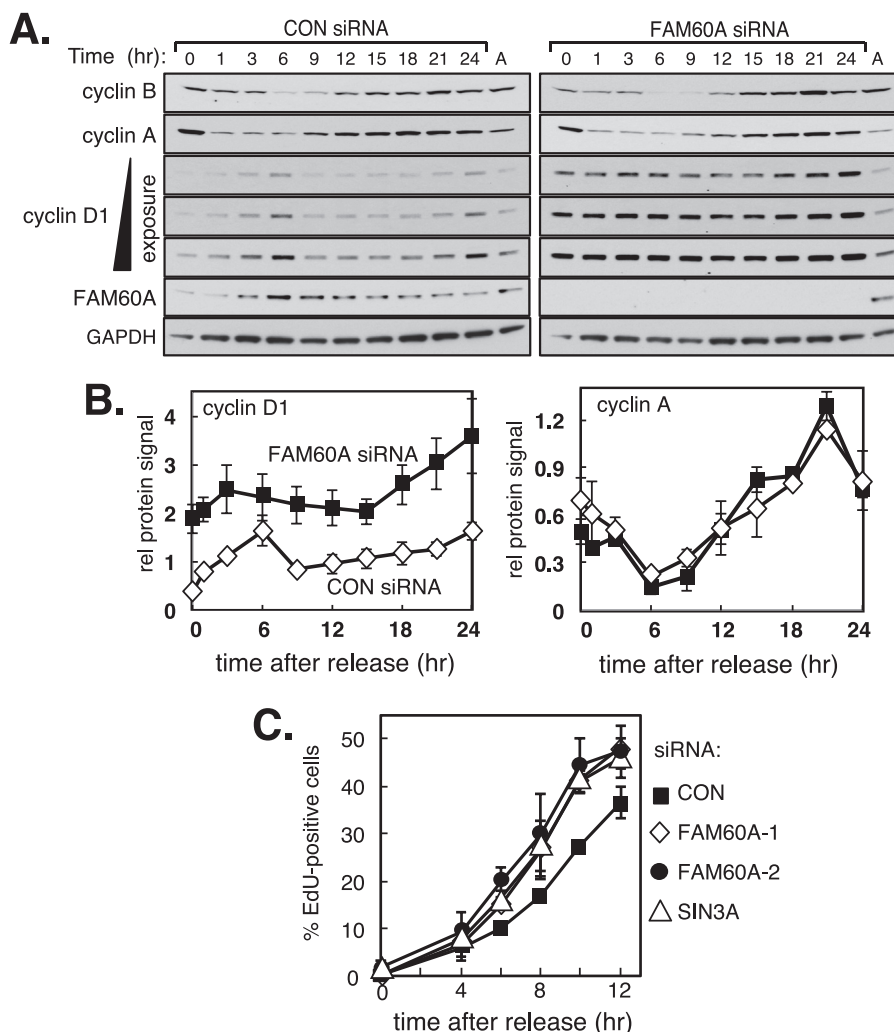 A.
CON siRNA
FAM60A siRNA
Time (hr): 0 1 3 6 9 12 15 18 21 24 A
0 1 3 6 9 12 15 18 21 24 A
cyclin B
cyclin A
cyclin D1
exposure
FAM60A
GAPDH
B.
cyclin D1
rel protein signal
4
3
2
1
0
FAM60A siRNA
CON siRNA
0 6 12 18 24
time after release (hr)
cyclin A
rel protein signal
1.2
0.9
0.6
0.3
0
0 6 12 18 24
time after release (hr)
C.
% EdU-positive cells
50
40
30
20
10
0
0 4 8 12
time after release (hr)
siRNA:
CON
FAM60A-1
FAM60A-2
SIN3A